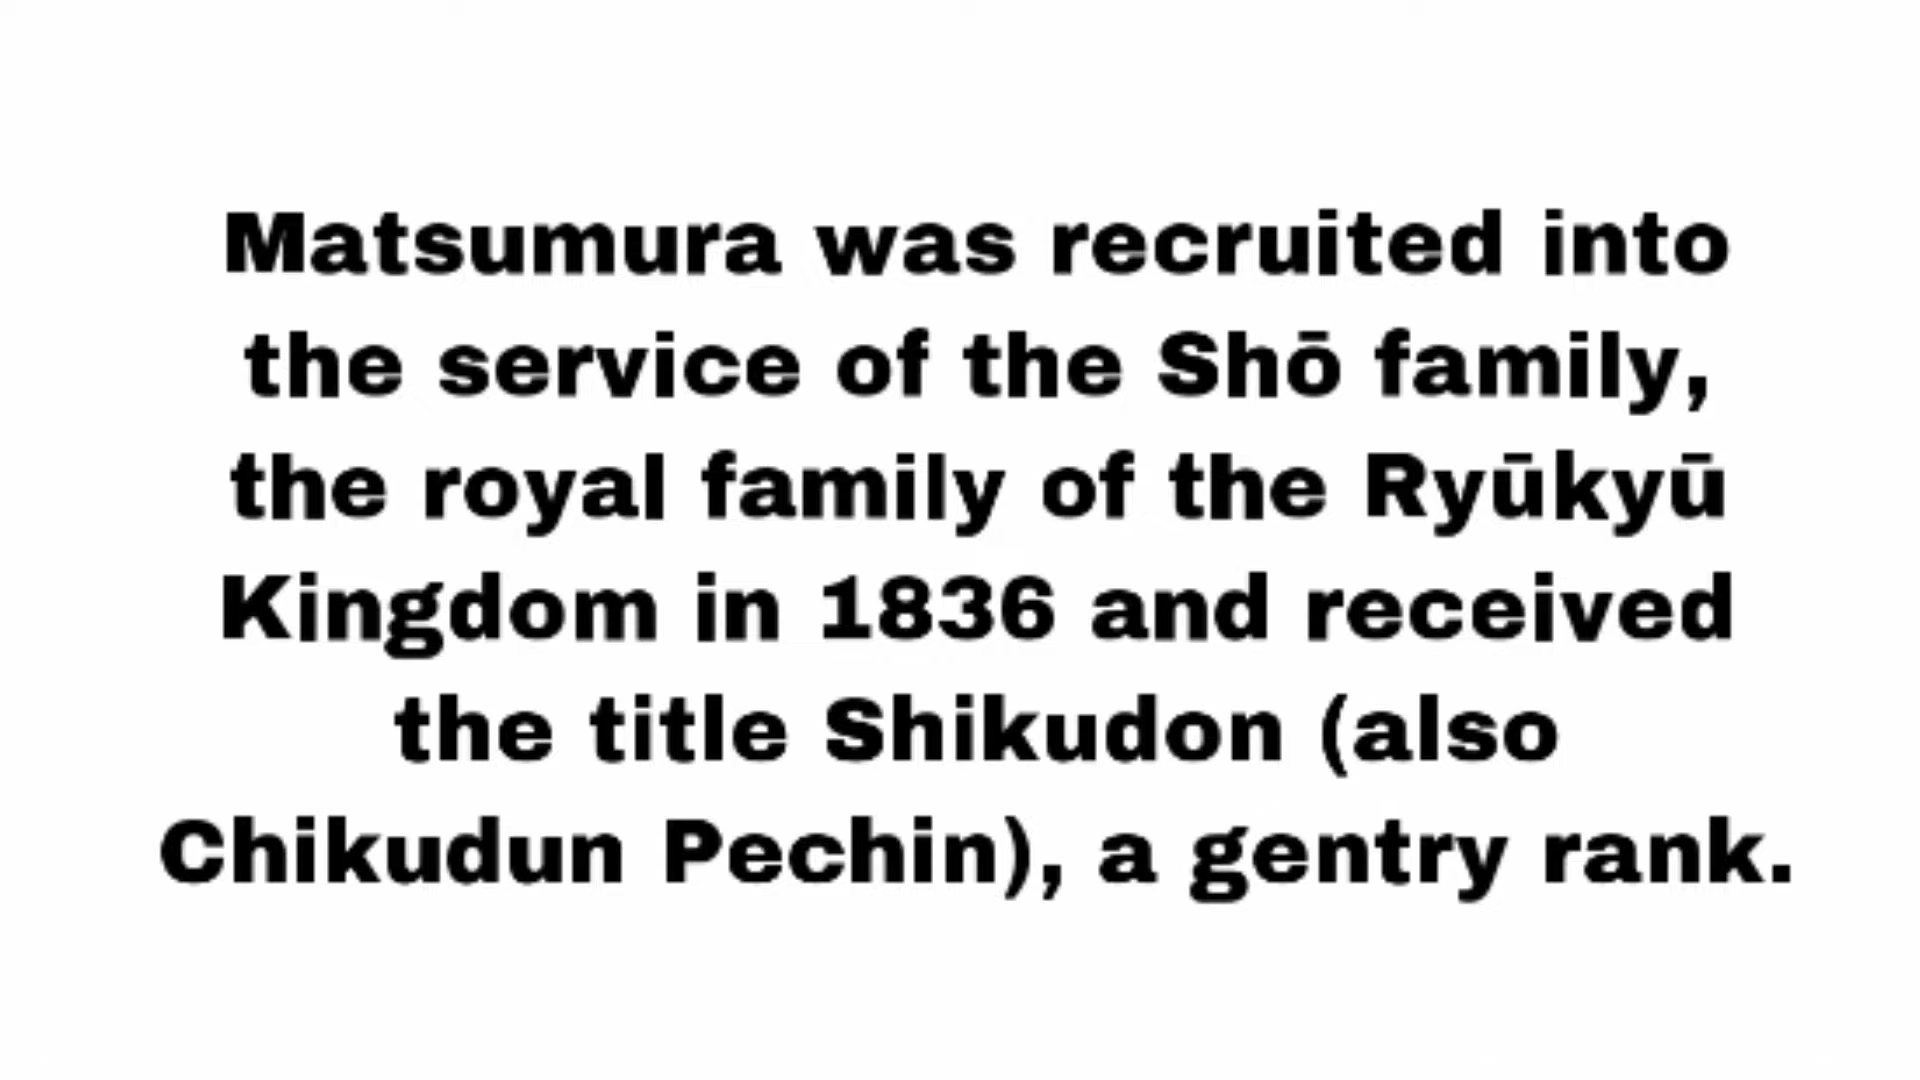 Matsumura was recruited into
the service of the Shō family,
the royal family of the Ryūkyū
Kingdom in 1836 and received
the title Shikudon (also
Chikudun Pechin), a gentry rank.